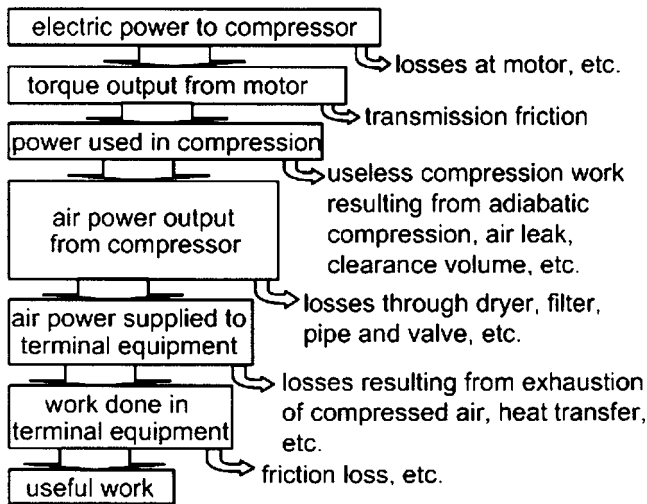 electric power to compressor
losses at motor, etc.
torque output from motor
transmission friction
power used in compression
useless compression work
resulting from adiabatic
compression, air leak,
clearance volume, etc.
air power output
from compressor
losses through dryer, filter,
pipe and valve, etc.
air power supplied to
terminal equipment
losses resulting from exhaustion
of compressed air, heat transfer,
etc.
work done in
terminal equipment
friction loss, etc.
useful work